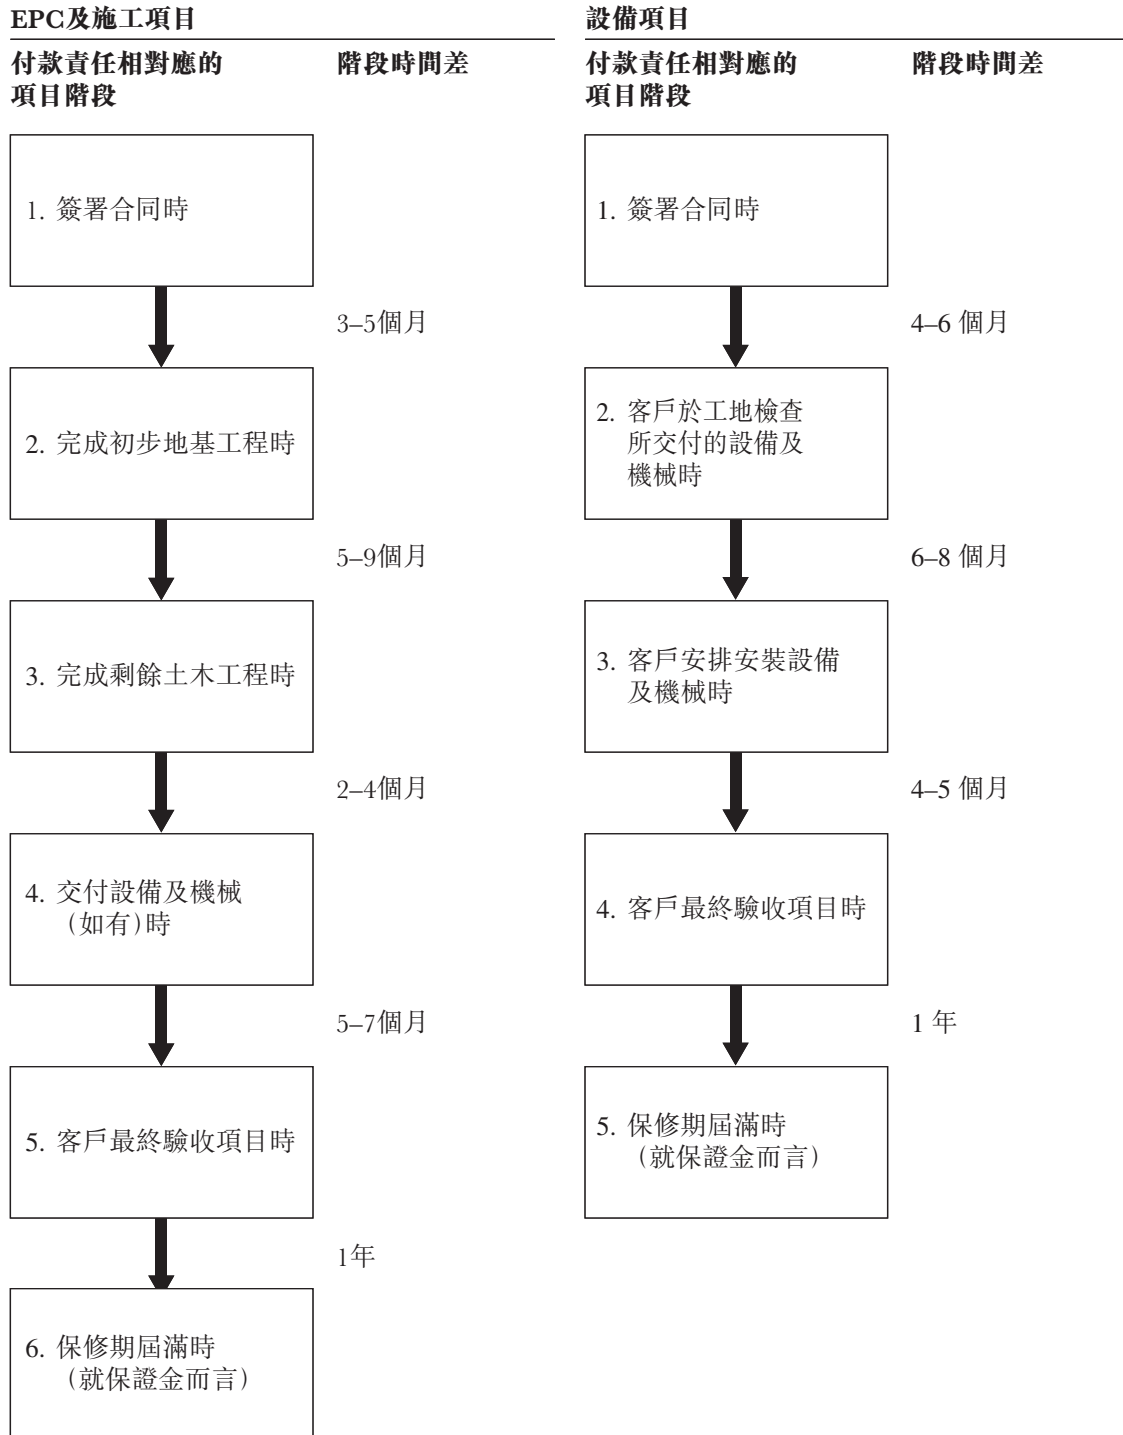 EPC及施工項目
付款責任相對應的
項目階段
階段時間差
1. 簽署合同時
3–5個月
2. 完成初步地基工程時
5–9個月
3. 完成剩餘土木工程時
2–4個月
4. 交付設備及機械
（如有）時
5–7個月
5. 客戶最終驗收項目時
1年
6. 保修期屆滿時
（就保證金而言）
設備項目
付款責任相對應的
項目階段
階段時間差
1. 簽署合同時
4–6 個月
2. 客戶於工地檢查
所交付的設備及
機械時
6–8 個月
3. 客戶安排安裝設備
及機械時
4–5 個月
4. 客戶最終驗收項目時
1 年
5. 保修期屆滿時
（就保證金而言）